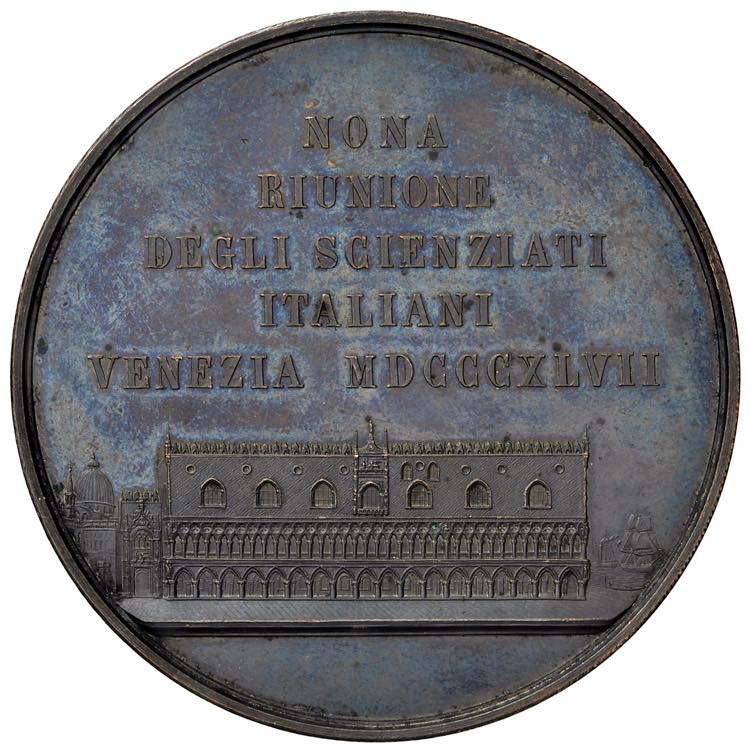 NONA
RIUNIONE
DEGLI SCIENZIATI
ITALIANI
VENEZIA MDCCCXLVII